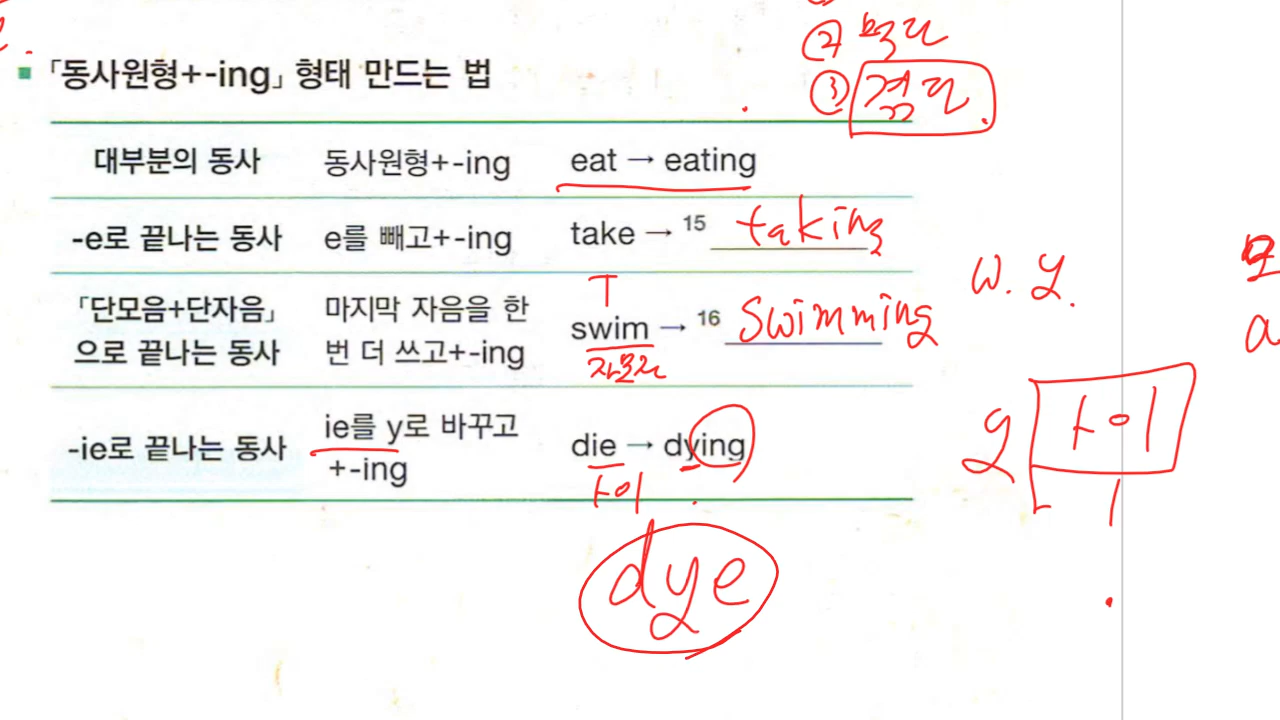 ②
③ 겹모
「동사원형+-ing」 형태 만드는 법
대부분의 동사 동사원형+-ing eat → eating
-e로 끝나는 동사 e를 빼고+-ing take → 15 taking
「단모음+단자음」 마지막 자음을 한
으로 끝나는 동사 번 더 쓰고+-ing swim → 16 swimming
자모자
w. y.
a
-ie로 끝나는 동사 ie를 y로 바꾸고 die → dying
+-ing
ㅏ이
y ㅏ이
ㅣ
dye